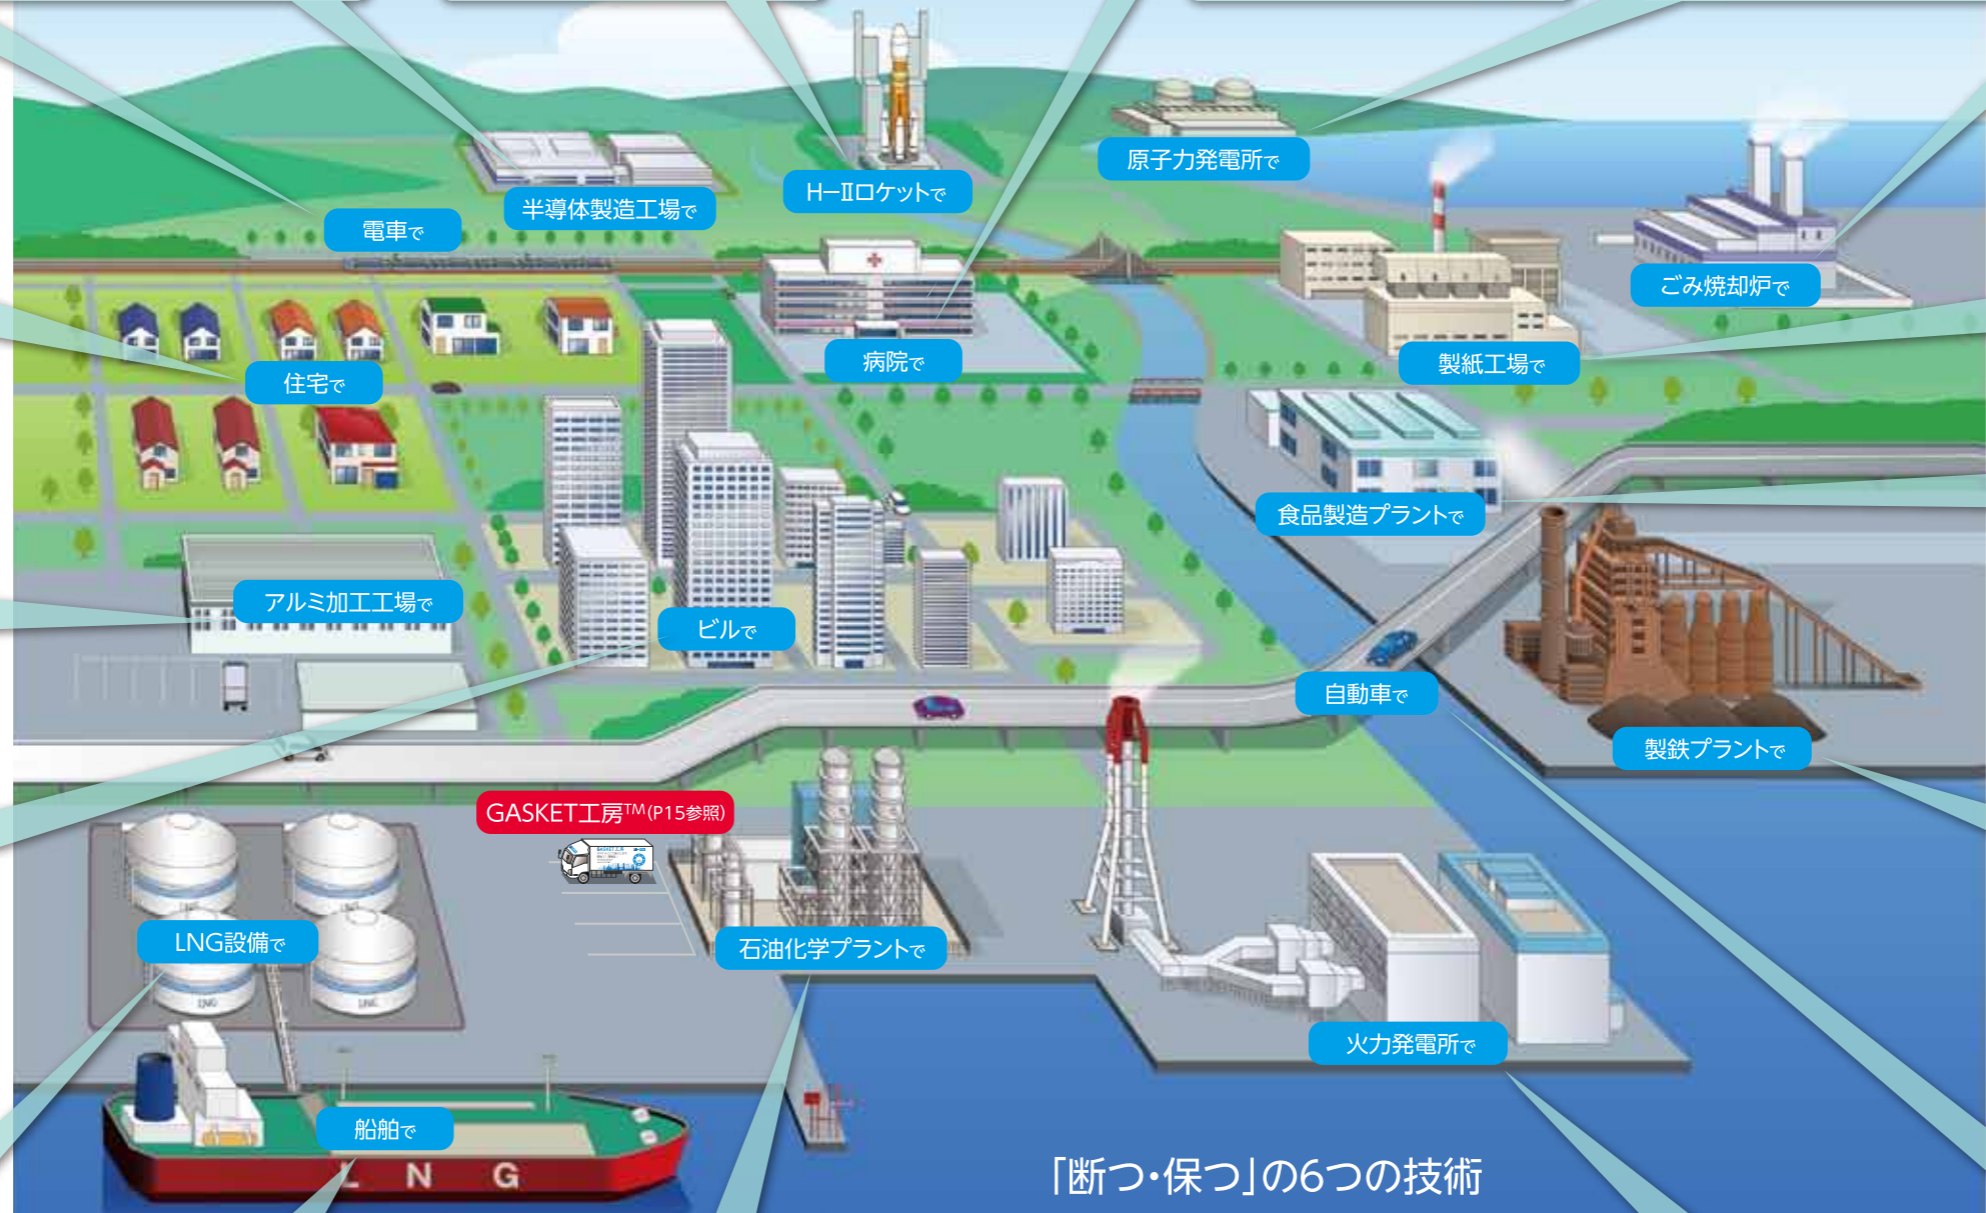 原子力発電所で
H－Ⅱロケットで
半導体製造工場で
電車で
ごみ焼却炉で
病院で
製紙工場で
住宅で
食品製造プラントで
アルミ加工工場で
ビルで
自動車で
製鉄プラントで
GASKET工房™(P15参照)
LNG設備で
石油化学プラントで
LNG
LNG
火力発電所で
船舶で
LNG
「断つ・保つ」の6つの技術